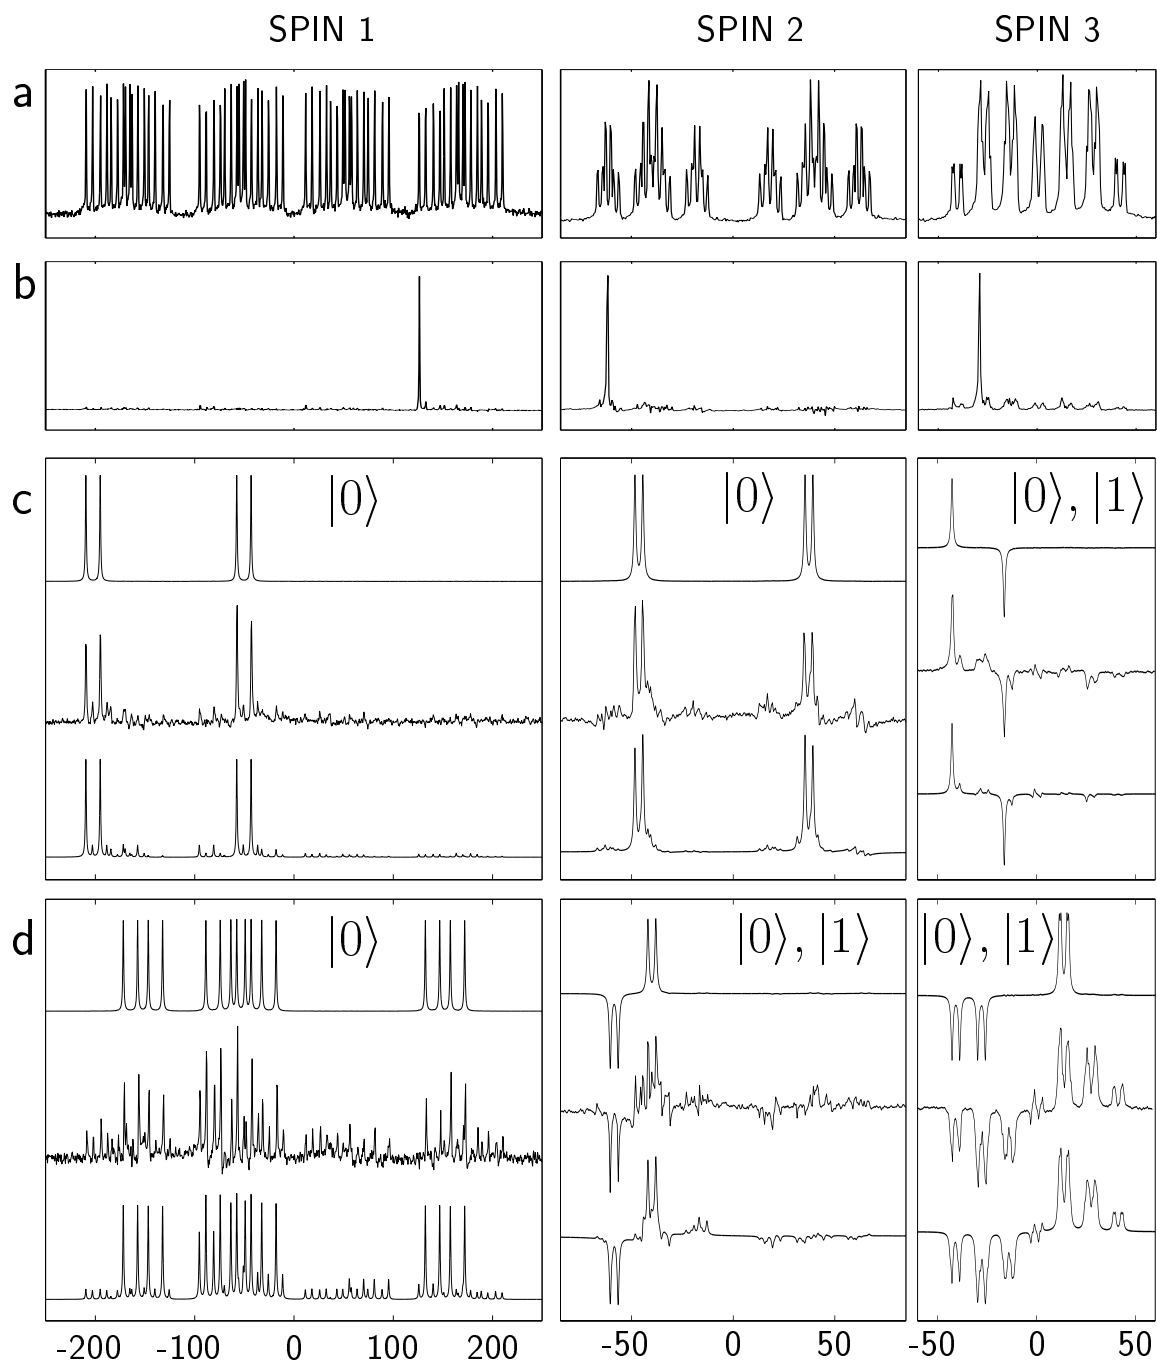 SPIN 1 SPIN 2 SPIN 3
a
b
c |0⟩ |0⟩ |0⟩, |1⟩
d |0⟩ |0⟩, |1⟩ |0⟩, |1⟩
-200 -100 0 100 200 -50 0 50 -50 0 50